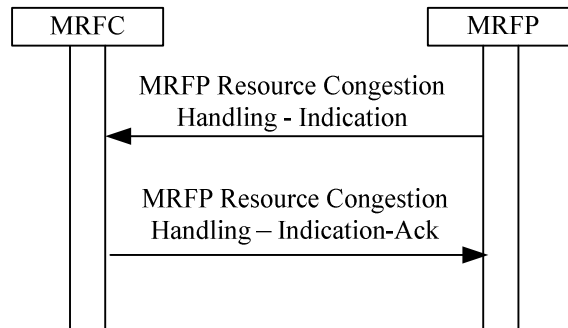 MRFC
MRFP
MRFP Resource Congestion
Handling - Indication
MRFP Resource Congestion
Handling – Indication-Ack